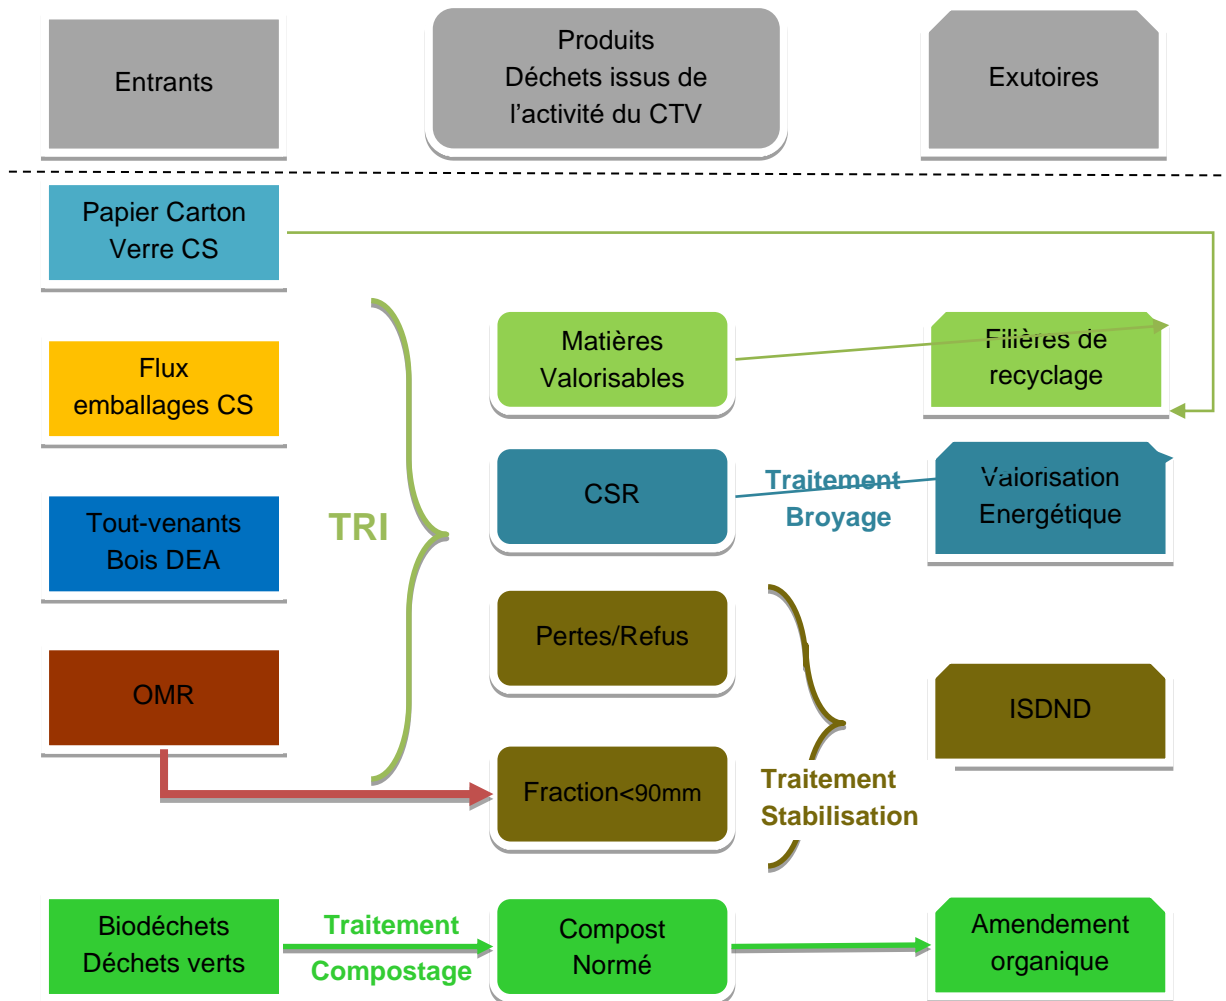 Entrants
Produits
Déchets issus de
l'activité du CTV
Exutoires
Papier Carton
Verre CS
Flux
emballages CS
Tout-venants
Bois DEA
OMR
TRI
Matières
Valorisables
Filières de
recyclage
CSR
Traitement
Broyage
Valorisation
Energétique
Pertes/Refus
Fraction<90mm
Traitement
Stabilisation
ISDND
Biodéchets
Déchets verts
Traitement
Compostage
Compost
Normé
Amendement
organique